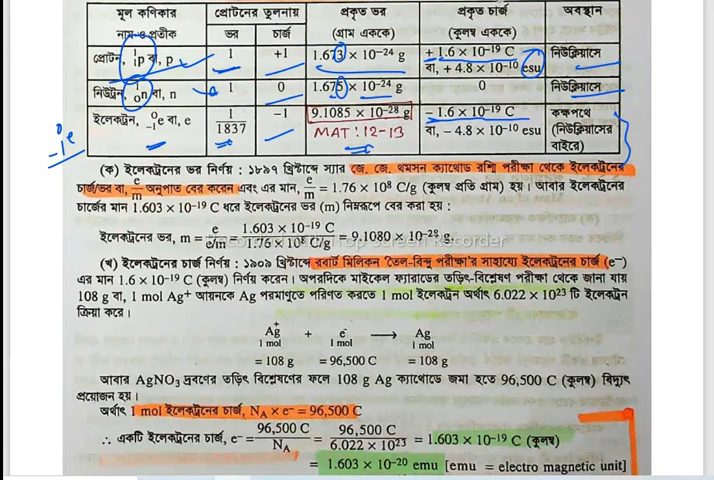 মূল কণিকার প্রোটনের তুলনায় প্রকৃত ভর প্রকৃত চার্জ অবস্থান
নাম ও প্রতীক ভর চার্জ (গ্রাম এককে) (কুলম্ব এককে)
প্রোটন, ¹₁p বা, p 1 +1 1.673 × 10⁻²⁴ g + 1.6 × 10⁻¹⁹ C নিউক্লিয়াসে
বা, + 4.8 × 10⁻¹⁰ esu
নিউট্রন, ¹₀n বা, n 1 0 1.675 × 10⁻²⁴ g 0 নিউক্লিয়াসে
ইলেকট্রন, ⁰₋₁e বা, e 1/1837 −1 9.1085 × 10⁻²⁸ g − 1.6 × 10⁻¹⁹ C কক্ষপথে
MAT : 12-13 বা, − 4.8 × 10⁻¹⁰ esu (নিউক্লিয়াসের
বাইরে)
⁰₋₁e
(ক) ইলেকট্রনের ভর নির্ণয় : ১৮৯৭ খ্রিস্টাব্দে স্যার জে. জে. থমসন ক্যাথোড রশ্মি পরীক্ষা থেকে ইলেকট্রনের
চার্জ/ভর বা, e/m অনুপাত বের করেন এবং এর মান, e/m = 1.76 × 10⁸ C/g (কুলম্ব প্রতি গ্রাম) হয়। আবার ইলেকট্রনের
চার্জের মান 1.603 × 10⁻¹⁹ C ধরে ইলেকট্রনের ভর (m) নিম্নরূপে বের করা হয় :
ইলেকট্রনের ভর, m = e/e/m = 1.603 × 10⁻¹⁹ C/1.76 × 10⁸ C/g = 9.1080 × 10⁻²⁸ g
Screen Recorder
(খ) ইলেকট্রনের চার্জ নির্ণয় : ১৯০৯ খ্রিস্টাব্দে রবার্ট মিলিকন 'তৈল-বিন্দু পরীক্ষা'র সাহায্যে ইলেকট্রনের চার্জ (e⁻)
এর মান 1.6 × 10⁻¹⁹ C (কুলম্ব) নির্ণয় করেন। অপরদিকে মাইকেল ফ্যারাডের তড়িৎ-বিশ্লেষণ পরীক্ষা থেকে জানা যায়
108 g বা, 1 mol Ag⁺ আয়নকে Ag পরমাণুতে পরিণত করতে 1 mol ইলেকট্রন অর্থাৎ 6.022 × 10²³ টি ইলেকট্রন
ক্রিয়া করে।
Ag⁺ + e⁻ ⟶ Ag
1 mol 1 mol 1 mol
= 108 g = 96,500 C = 108 g
আবার AgNO₃ দ্রবণের তড়িৎ বিশ্লেষণের ফলে 108 g Ag ক্যাথোডে জমা হতে 96,500 C (কুলম্ব) বিদ্যুৎ
প্রয়োজন হয়।
অর্থাৎ 1 mol ইলেকট্রনের চার্জ, N_A × e⁻ = 96,500 C
∴ একটি ইলেকট্রনের চার্জ, e⁻ = 96,500 C/N_A = 96,500 C/6.022 × 10²³ = 1.603 × 10⁻¹⁹ C (কুলম্ব)
= 1.603 × 10⁻²⁰ emu [emu = electro magnetic unit]